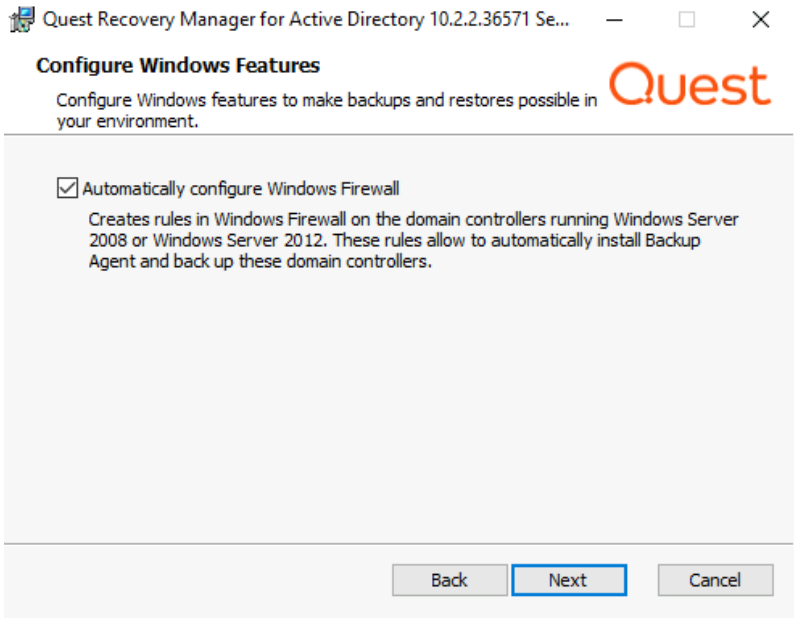 Quest Recovery Manager for Active Directory 10.2.2.36571 Se...
Configure Windows Features
Configure Windows features to make backups and restores possible in
your environment.
Quest
Automatically configure Windows Firewall
Creates rules in Windows Firewall on the domain controllers running Windows Server
2008 or Windows Server 2012. These rules allow to automatically install Backup
Agent and back up these domain controllers.
Back
Next
Cancel